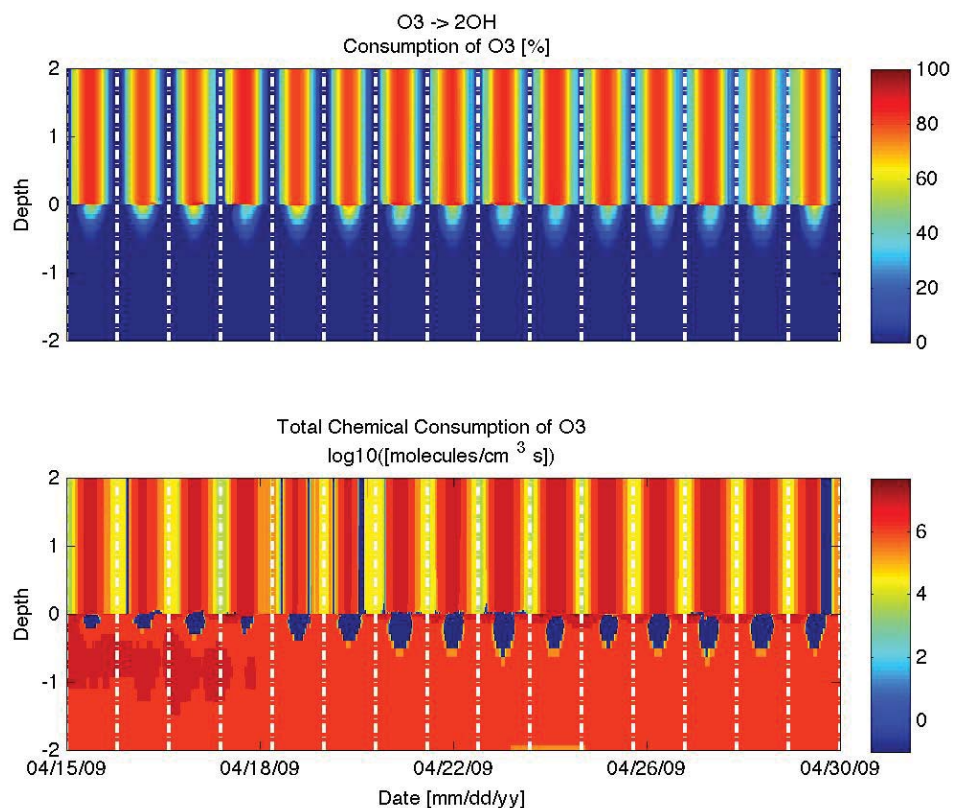 O3 -> 2OH
Consumption of O3 [%]
2
1
0
-1
-2
Depth
100
80
60
40
20
0
Total Chemical Consumption of O3
log10([molecules/cm 3 s])
2
1
0
-1
-2
Depth
6
4
2
0
04/15/09 04/18/09 04/22/09 04/26/09 04/30/09
Date [mm/dd/yy]